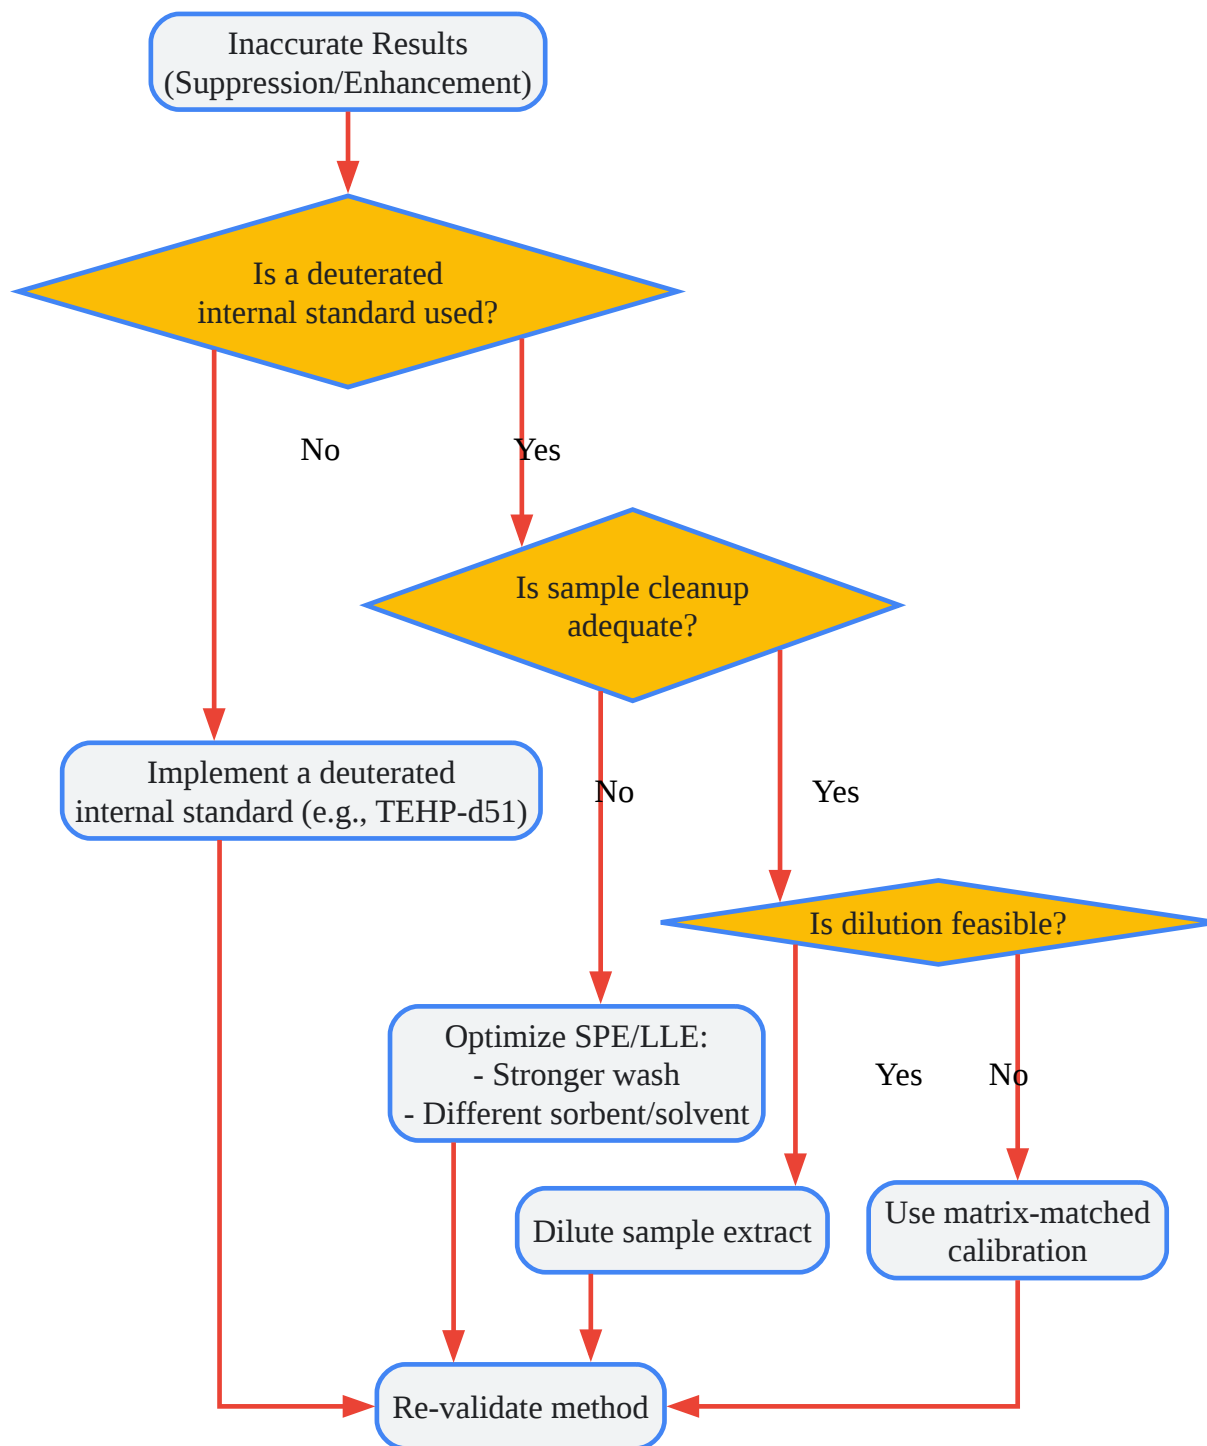 Inaccurate Results
(Suppression/Enhancement)
Is a deuterated
internal standard used?
No
Yes
Is sample cleanup
adequate?
Implement a deuterated
internal standard (e.g., TEHP-d51)
No
Yes
Is dilution feasible?
Optimize SPE/LLE:
- Stronger wash
- Different sorbent/solvent
Yes
No
Dilute sample extract
Use matrix-matched
calibration
Re-validate method